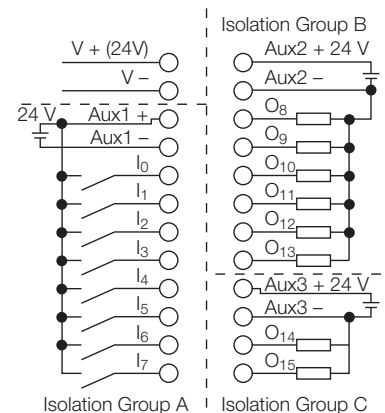 V + (24V)
V –
24 V
Aux1 +
Aux1 –
I0
I1
I2
I3
I4
I5
I6
I7
Isolation Group A
Isolation Group B
Aux2 + 24 V
Aux2 –
O8
O9
O10
O11
O12
O13
Aux3 + 24 V
Aux3 –
O14
O15
Isolation Group C